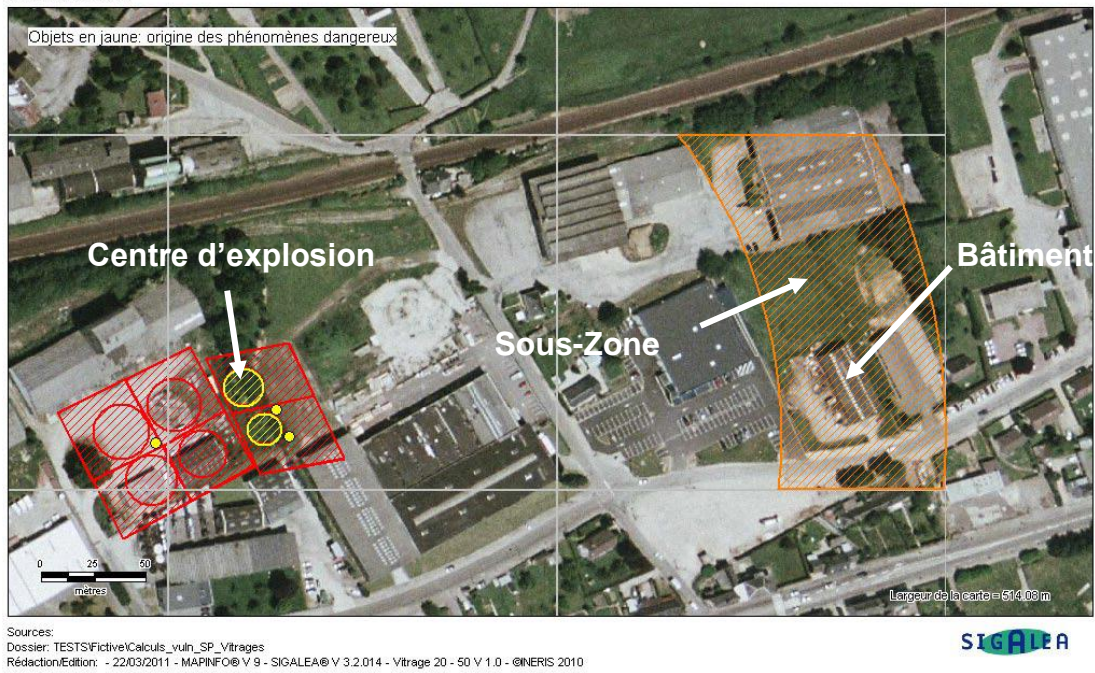 Objets en jaune: origine des phénomènes dangereux
Centre d'explosion
Bâtiment
Sous-Zone
0 25 50
mètres
Largeur de la carte = 514.08 m
Sources:
Dossier: TESTS\Fictive\Calculs_vuln_SP_Vitrages
Rédaction/Edition: - 22/03/2011 - MAPINFO® V 9 - SIGALEA® V 3.2.014 - Vitrage 20 - 50 V 1.0 - ©INERIS 2010
SIGALEA